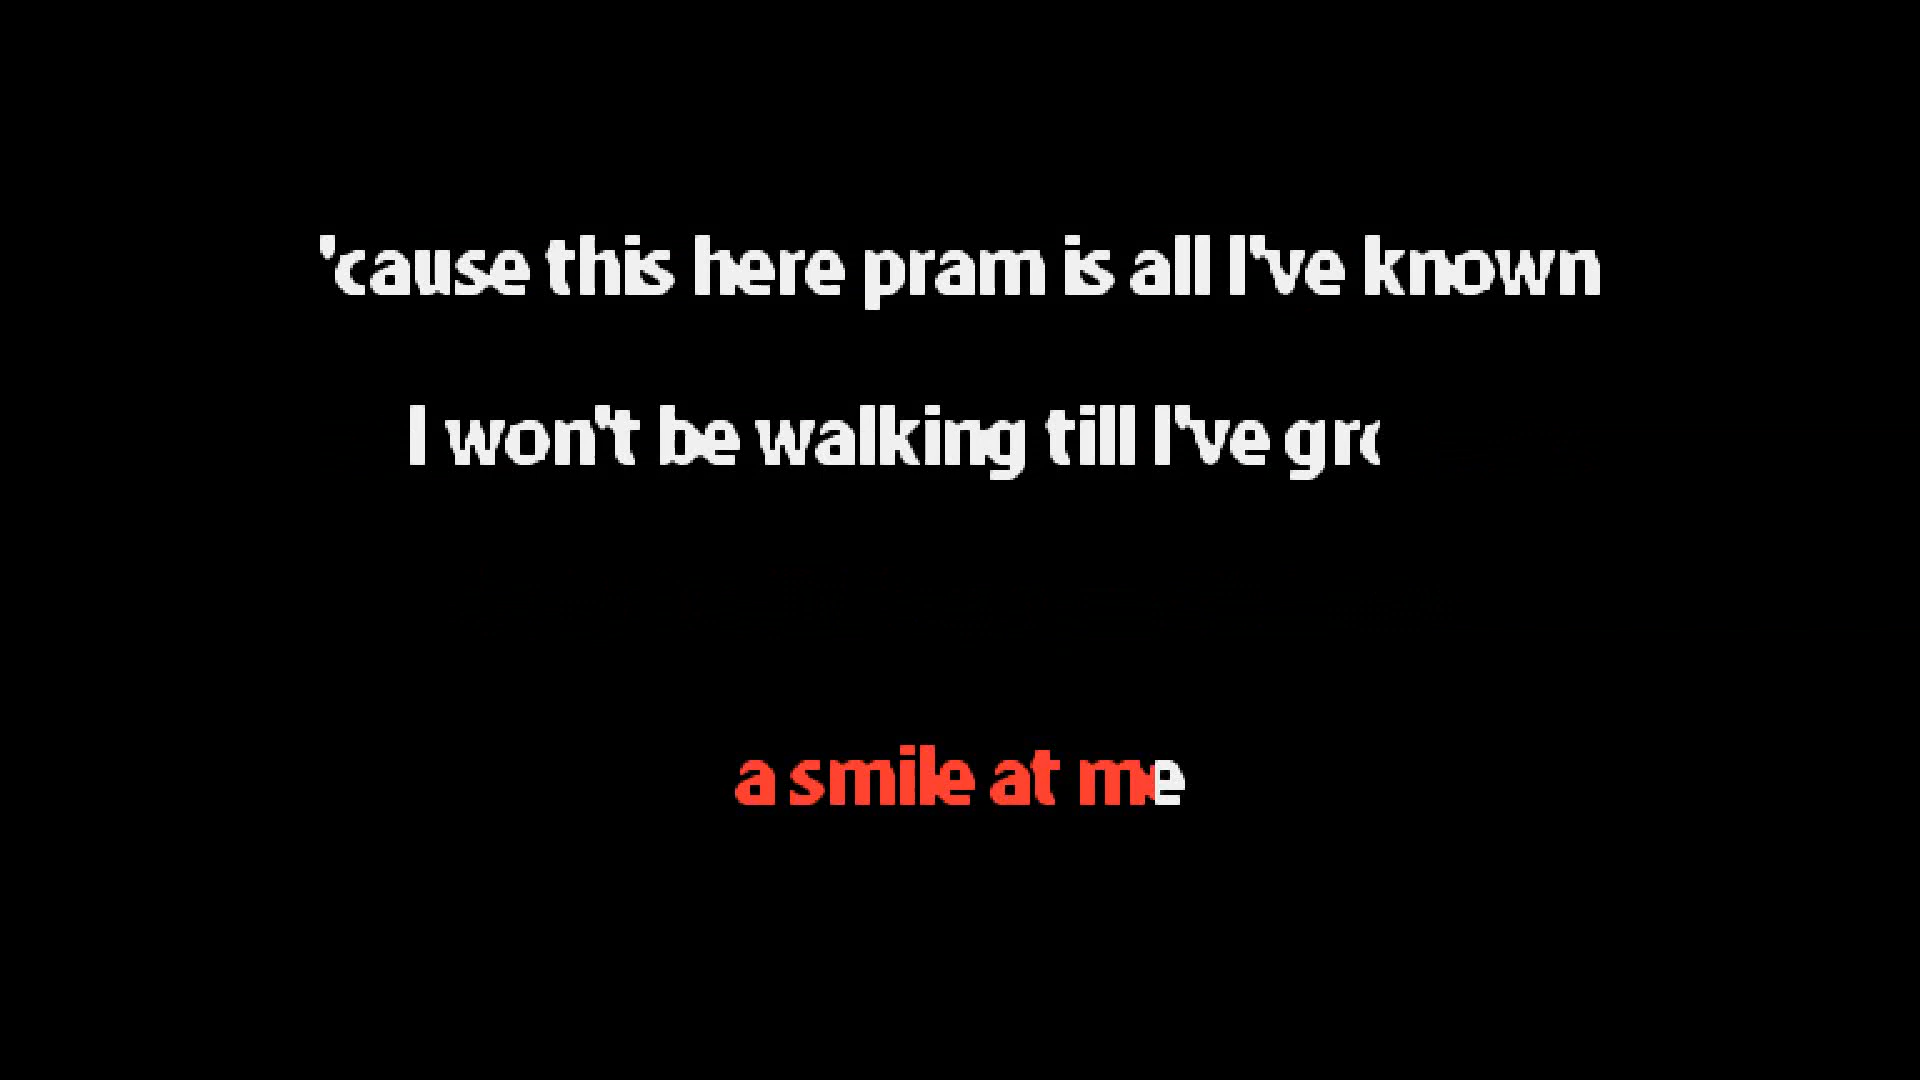 'cause this here pram is all I've known
I won't be walking till I've gro
a smile at me